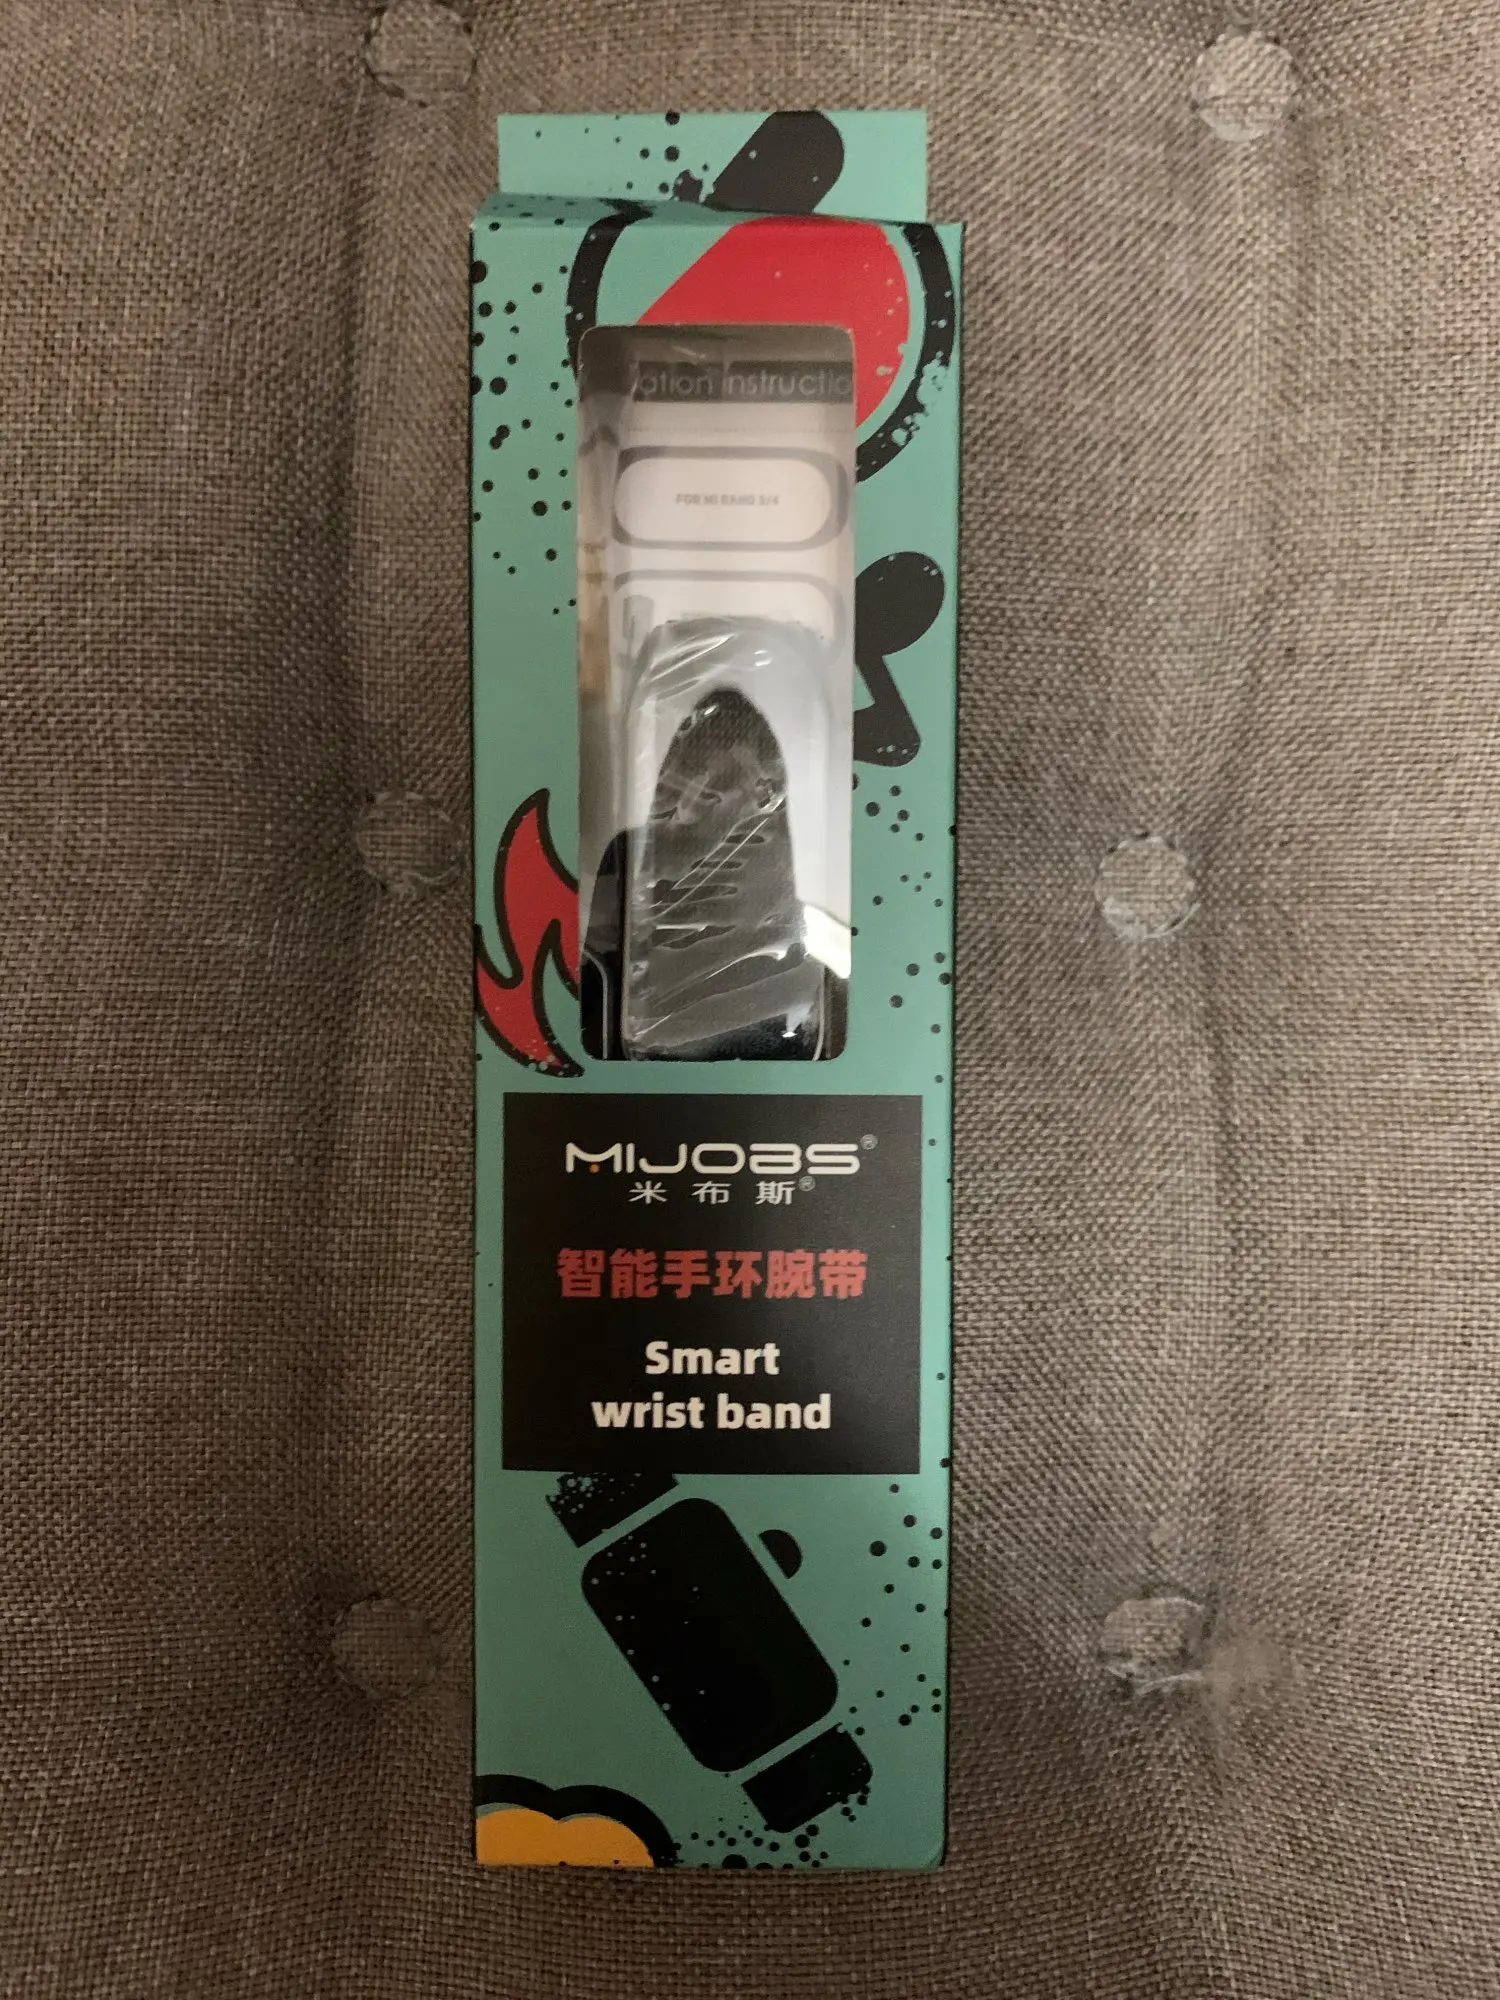 ation instructio
FOR MI BAND 3/4
MIJOBS®
米布斯®
智能手环腕带
Smart
wrist band